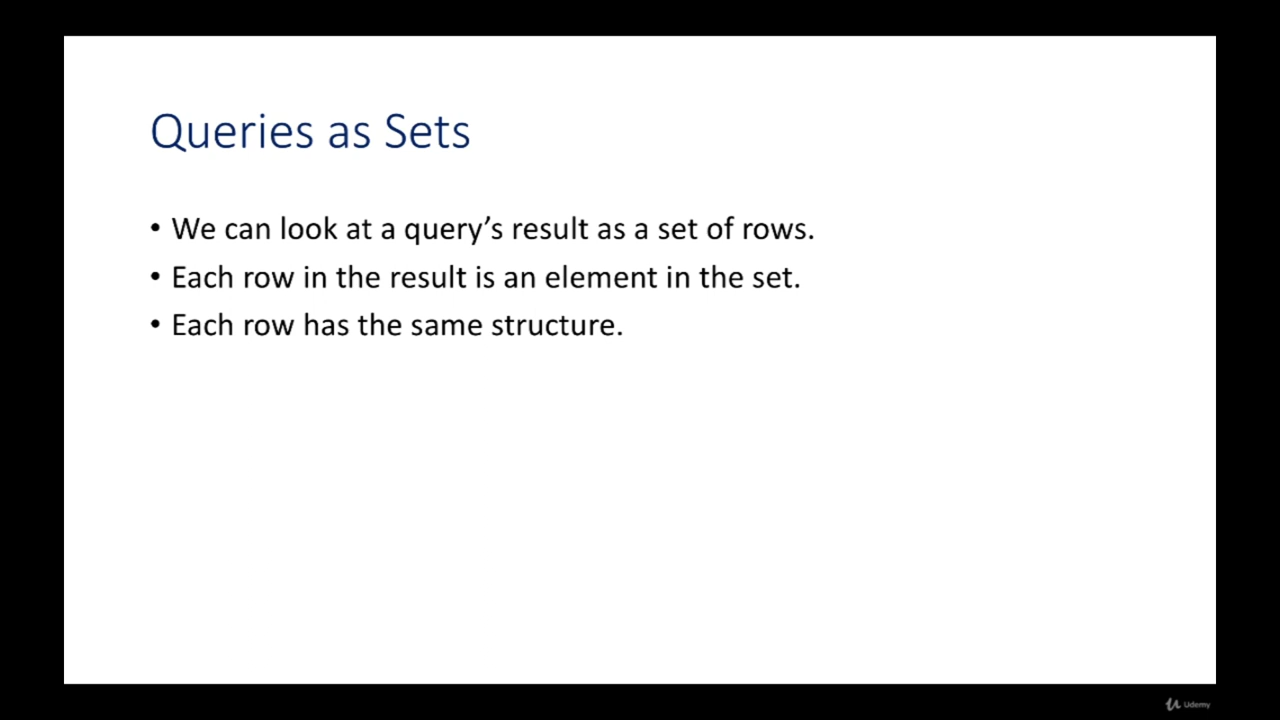 Queries as Sets
• We can look at a query’s result as a set of rows.
• Each row in the result is an element in the set.
• Each row has the same structure.
Udemy